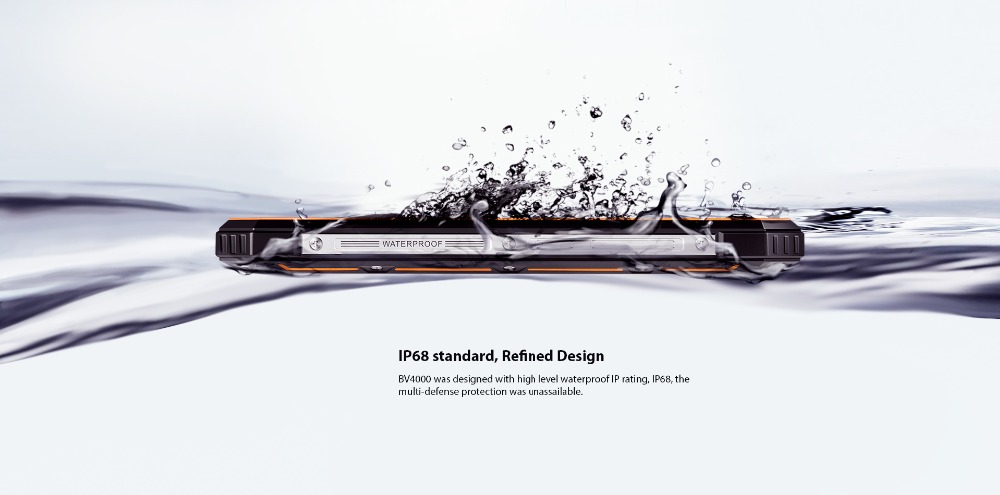 WATERPROOF
IP68 standard, Refined Design
BV4000 was designed with high level waterproof IP rating, IP68, the
multi-defense protection was unassailable.